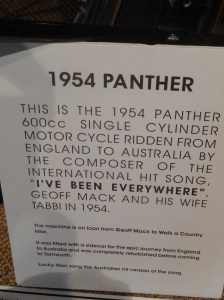 1954 PANTHER
THIS IS THE 1954 PANTHER
600cc SINGLE CYLINDER
MOTOR CYCLE RIDDEN FROM
ENGLAND TO AUSTRALIA BY
THE COMPOSER OF THE
INTERNATIONAL HIT SONG,
"I'VE BEEN EVERYWHERE",
GEOFF MACK AND HIS WIFE
TABBI IN 1954.
The machine is on loan from Geoff Mack to Walk a Country
Mile.
It was fitted with a sidecar for the epic journey from England
to Australia and was completely refurbished before coming
to Tamworth.
Lucky Starr sang the Australian hit version of the song.